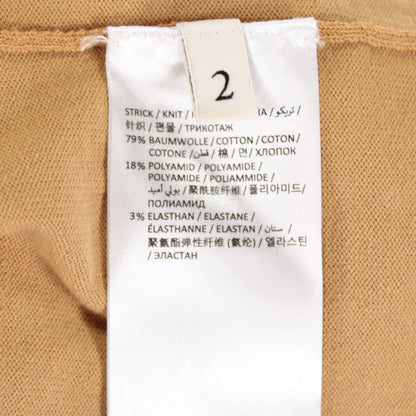 2
STRICK / KNIT / تريكو /
针织 / 편물 / ТРИКОТАЖ
79% BAUMWOLLE / COTTON / COTON /
COTONE / قطن / 棉 / 면 / ХЛОПОК
18% POLYAMID / POLYAMIDE /
POLYAMIDE / POLIAMMIDE /
بولي أميد / 聚酰胺纤维 / 폴리아미드 /
ПОЛИАМИД
3% ELASTHAN / ELASTANE /
ÉLASTHANNE / ELASTAN / ستان /
聚氨酯弹性纤维 (氨纶) / 엘라스틴
/ ЭЛАСТАН